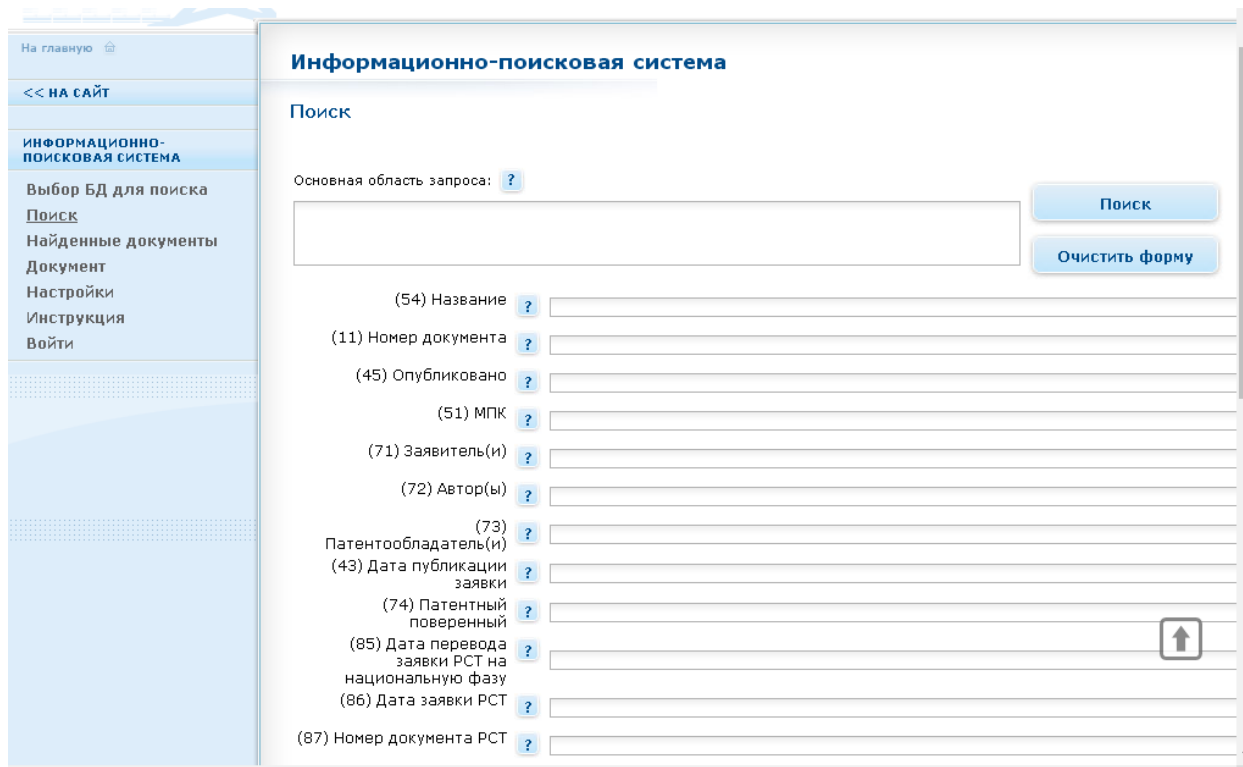 На главную
<< НА САЙТ
ИНФОРМАЦИОННО-
ПОИСКОВАЯ СИСТЕМА
Выбор БД для поиска
Поиск
Найденные документы
Документ
Настройки
Инструкция
Войти
Информационно-поисковая система
Поиск
Основная область запроса: ?
Поиск
Очистить форму
(54) Название ?
(11) Номер документа ?
(45) Опубликовано ?
(51) МПК ?
(71) Заявитель(и) ?
(72) Автор(ы) ?
(73)
Патентообладатель(и) ?
(43) Дата публикации
заявки ?
(74) Патентный
поверенный ?
(85) Дата перевода
заявки РСТ на ?
национальную фазу
(86) Дата заявки РСТ ?
(87) Номер документа РСТ ?